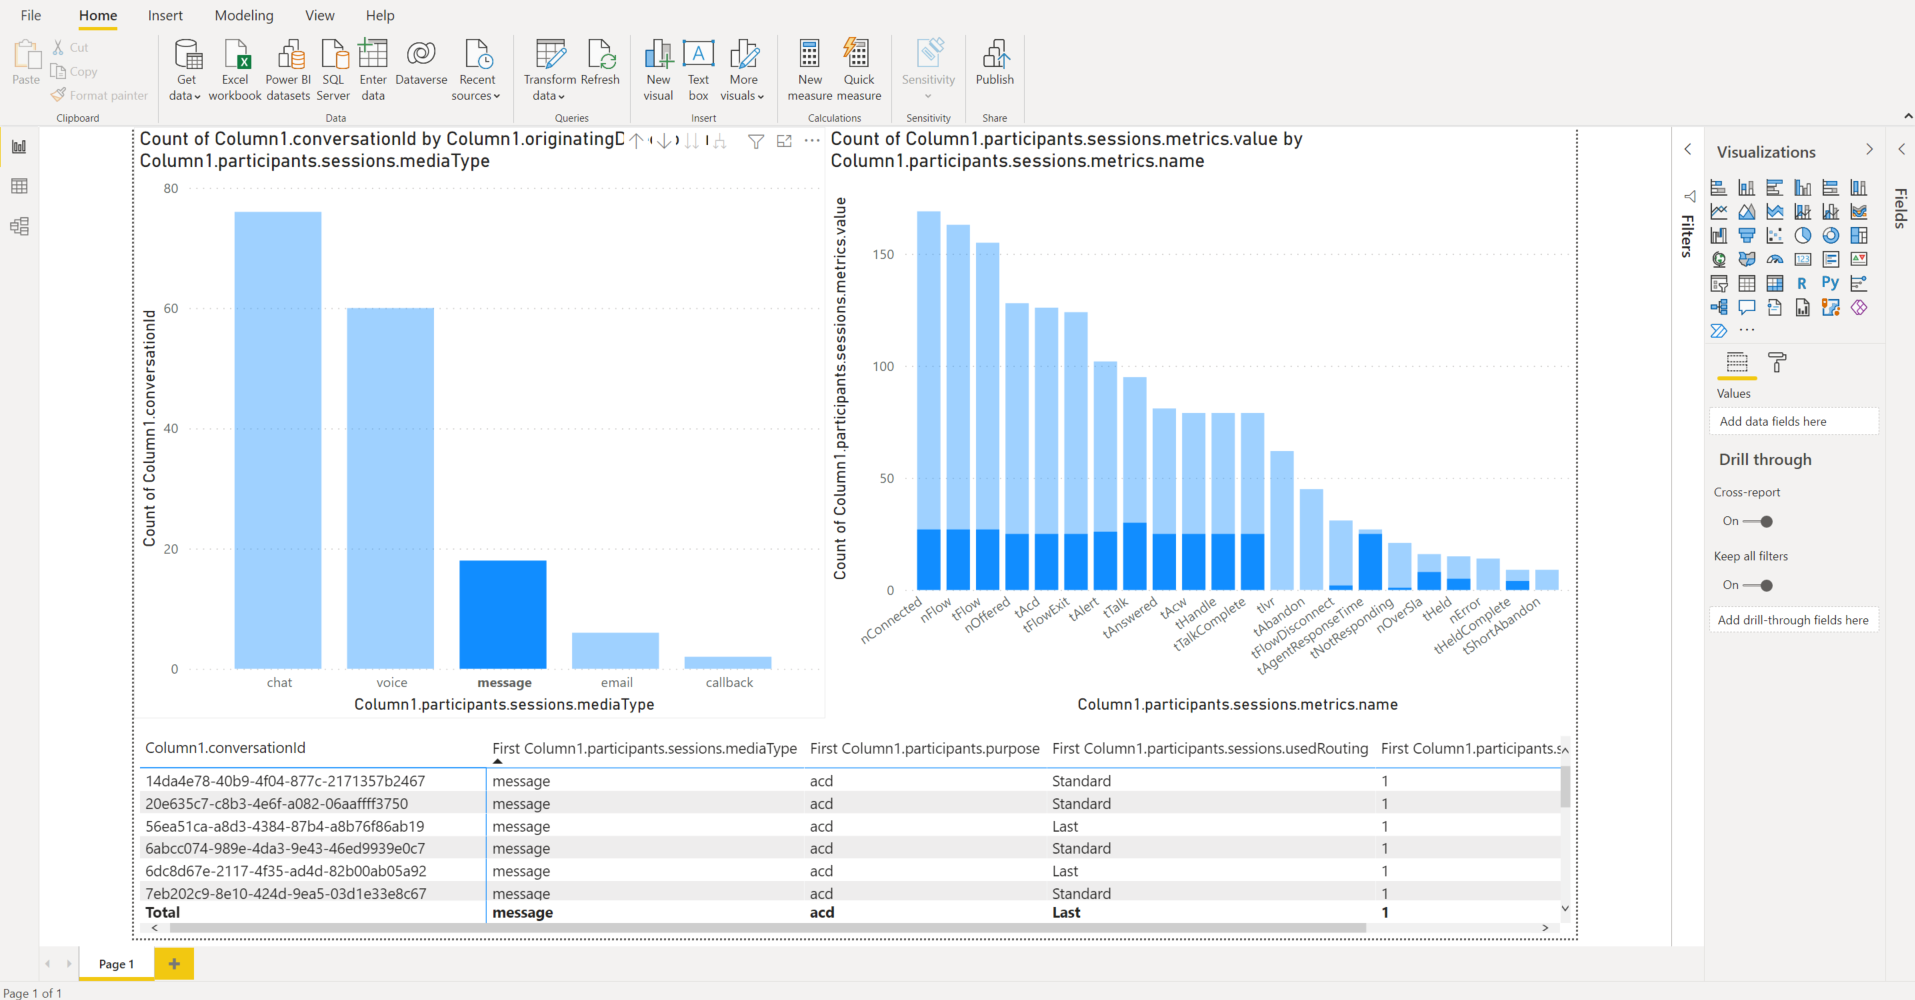 File Home Insert Modeling View Help
Paste
Cut
Copy
Format painter
Clipboard
Get data
Excel workbook
Power BI datasets
SQL Server
Enter data
Dataverse
Recent sources
Data
Transform data
Refresh
Queries
New visual
Text box
More visuals
Insert
New measure
Quick measure
Calculations
Sensitivity
Sensitivity
Publish
Share
Count of Column1.conversationId by Column1.originatingD
Column1.participants.sessions.mediaType
80
60
40
20
0
Count of Column1.conversationId
chat voice message email callback
Column1.participants.sessions.mediaType
Count of Column1.participants.sessions.metrics.value by
Column1.participants.sessions.metrics.name
150
100
50
0
Count of Column1.participants.sessions.metrics.value
nConnected
nFlow
tFlow
nOffered
tAcd
tFlowExit
tAlert
tTalk
tAnswered
tAcw
tHandle
tTalkComplete
tIvr
tAbandon
tFlowDisconnect
tAgentResponseTime
tNotResponding
nOverSla
tHeld
nError
tHeldComplete
tShortAbandon
Column1.participants.sessions.metrics.name
Column1.conversationId First Column1.participants.sessions.mediaType First Column1.participants.purpose First Column1.participants.sessions.usedRouting First Column1.participants.s
14da4e78-40b9-4f04-877c-2171357b2467 message acd Standard 1
20e635c7-c8b3-4e6f-a082-06aaffff3750 message acd Standard 1
56ea51ca-a8d3-4384-87b4-a8b76f86ab19 message acd Last 1
6abcc074-989e-4da3-9e43-46ed9939e0c7 message acd Standard 1
6dc8d67e-2117-4f35-ad4d-82b00ab05a92 message acd Last 1
7eb202c9-8e10-424d-9ea5-03d1e33e8c67 message acd Standard 1
Total message acd Last 1
Filters
Visualizations
R Py
Values
Add data fields here
Drill through
Cross-report
On
Keep all filters
On
Add drill-through fields here
Fields
Page 1
Page 1 of 1